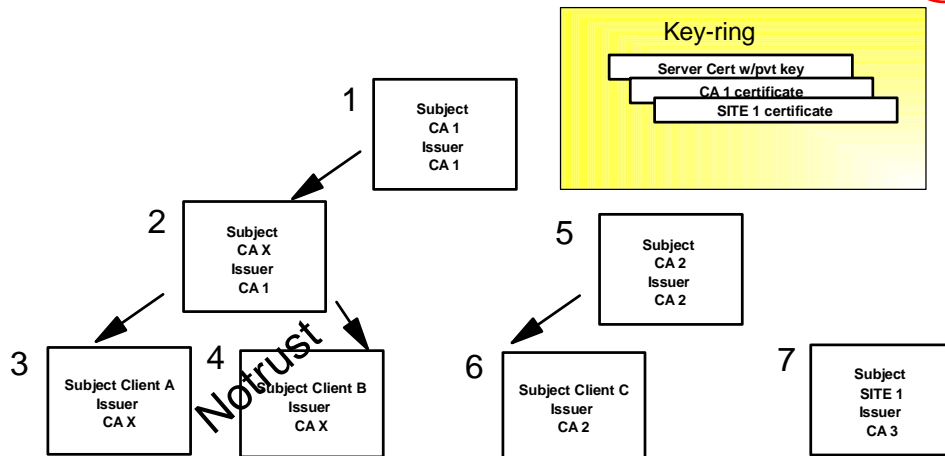 Key-ring
Server Cert w/pvt key
CA 1 certificate
SITE 1 certificate
1
Subject
CA 1
Issuer
CA 1
2
Subject
CA X
Issuer
CA 1
5
Subject
CA 2
Issuer
CA 2
3
Subject Client A
Issuer
CA X
Notrust
4
Subject Client B
Issuer
CA X
6
Subject Client C
Issuer
CA 2
7
Subject
SITE 1
Issuer
CA 3